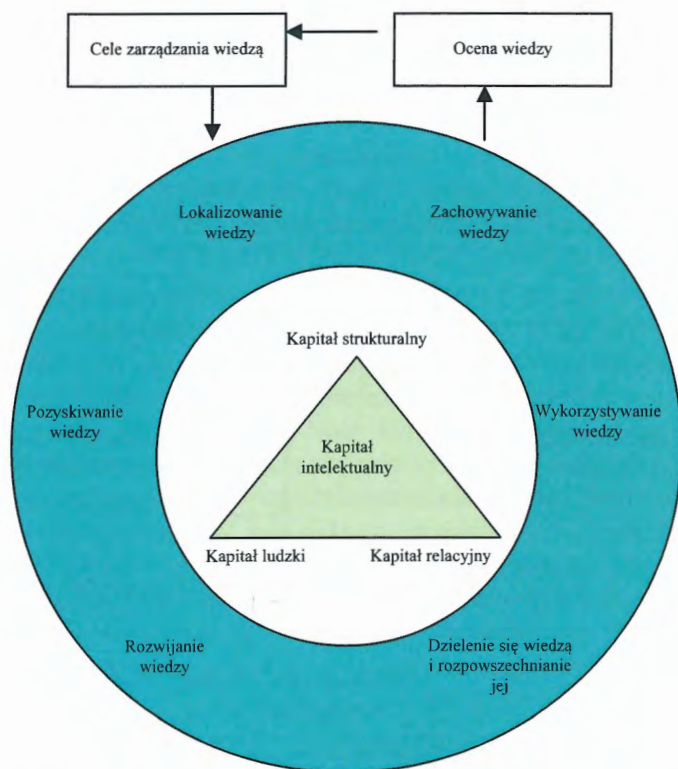 Cele zarządzania wiedzą
Ocena wiedzy
Lokalizowanie
wiedzy
Zachowywanie
wiedzy
Kapitał strukturalny
Pozyskiwanie
wiedzy
Wykorzystywanie
wiedzy
Kapitał
intelektualny
Kapitał ludzki
Kapitał relacyjny
Rozwijanie
wiedzy
Dzielenie się wiedzą
i rozpowszechnianie
jej